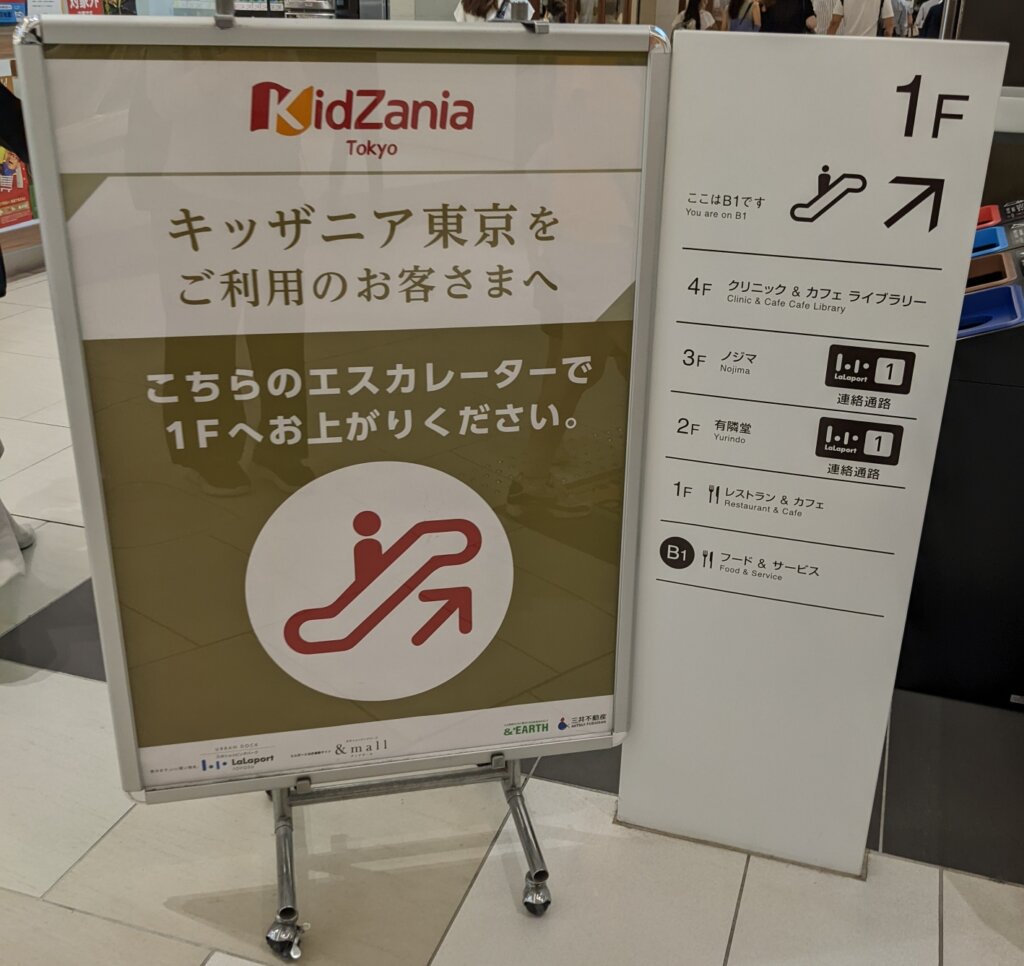 KidZania
Tokyo
キッザニア東京を
ご利用のお客さまへ
こちらのエスカレーターで
1Fへお上がりください。
URBAN DOCK
LaLaport
&mall
&EARTH
三井不動産
MITSUI FUDOSAN
1F
ここはB1です
You are on B1
4F クリニック & カフェ ライブラリー
Clinic & Cafe Cafe Library
3F ノジマ
Nojima
LaLaport 1
連絡通路
2F 有隣堂
Yurindo
LaLaport 1
連絡通路
1F レストラン & カフェ
Restaurant & Cafe
B1 フード & サービス
Food & Service